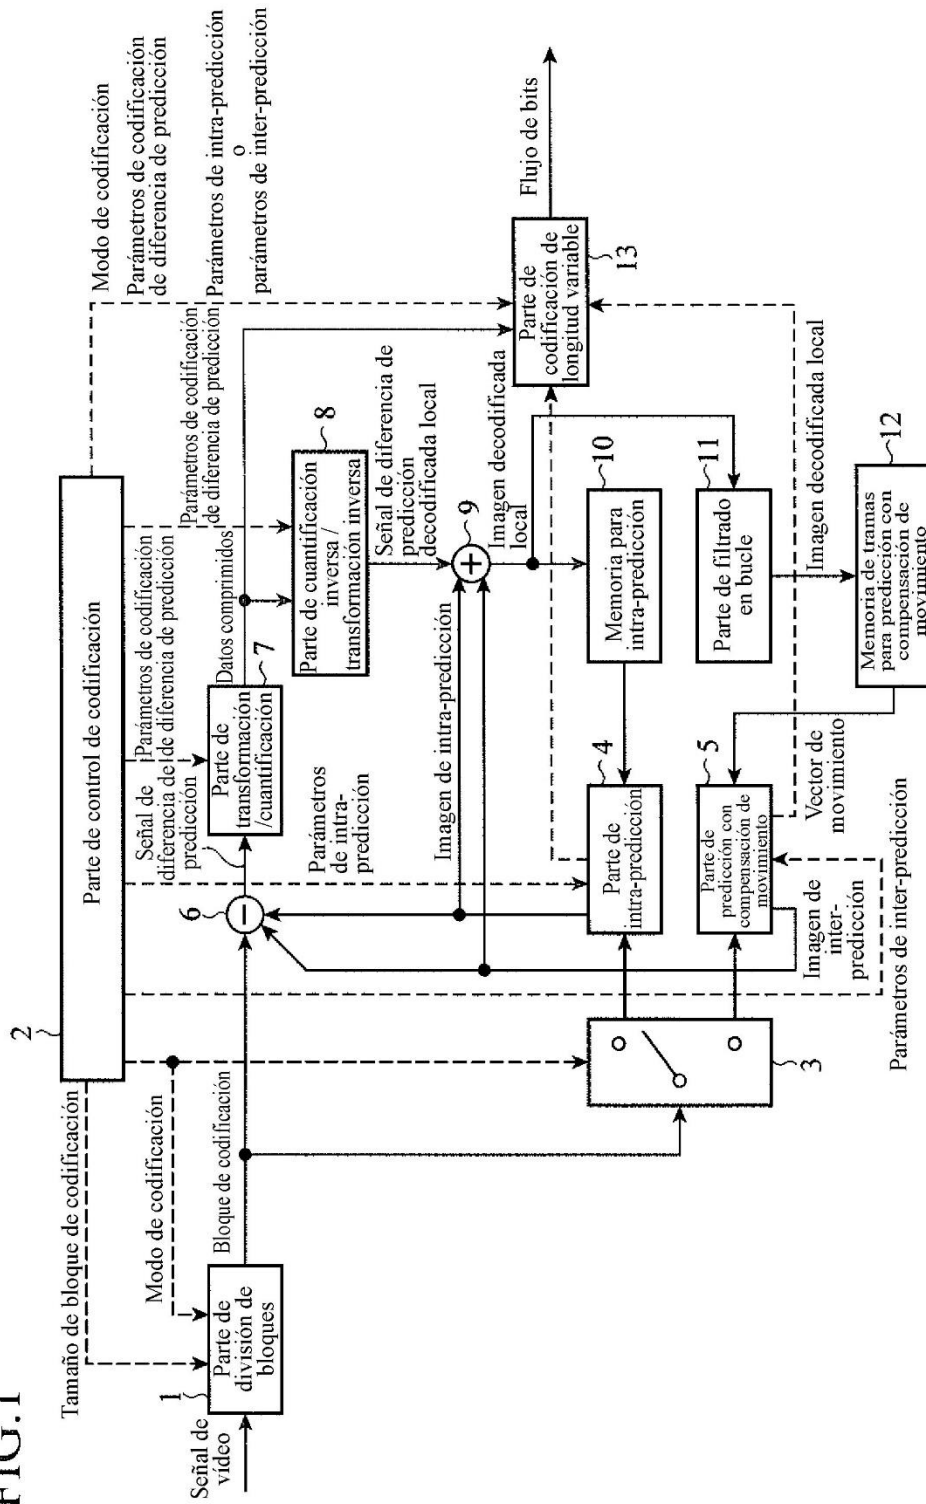 FIG.1
Tamaño de bloque de codificación
Modo de codificación
Señal de
vídeo
1
Parte de
división de
bloques
Bloque de codificación
2
Parte de control de codificación
3
6
−
Señal de
diferencia de
predicción
Parámetros de codificación
de diferencia de predicción
7
Parte de
transformación
/cuantificación
Datos comprimidos
Parámetros de codificación
de diferencia de predicción
8
Parte de cuantificación
inversa /
transformación inversa
Señal de diferencia de
predicción
decodificada local
9
+
Imagen decodificada
local
Parámetros
de intra-
predicción
Imagen de intra-predicción
4
Parte de
intra-predicción
10
Memoria para
intra-predicción
5
Parte de
predicción con
compensación de
movimiento
11
Parte de filtrado
en bucle
Imagen de
inter-
predicción
Vector de
movimiento
Imagen decodificada local
12
Memoria de tramas
para predicción con
compensación de
movimiento
Parámetros de inter-predicción
Modo de codificación
Parámetros de codificación
de diferencia de predicción
Parámetros de intra-predicción
o
parámetros de inter-predicción
13
Parte de
codificación de
longitud variable
Flujo de bits